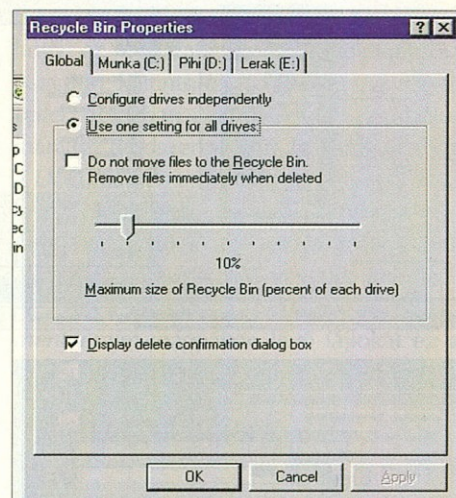 Recycle Bin Properties
Global
Munka (C:)
Pihi (D:)
Lerak (E:)
Configure drives independently
Use one setting for all drives:
Do not move files to the Recycle Bin.
Remove files immediately when deleted
10%
Maximum size of Recycle Bin (percent of each drive)
Display delete confirmation dialog box
OK
Cancel
Apply